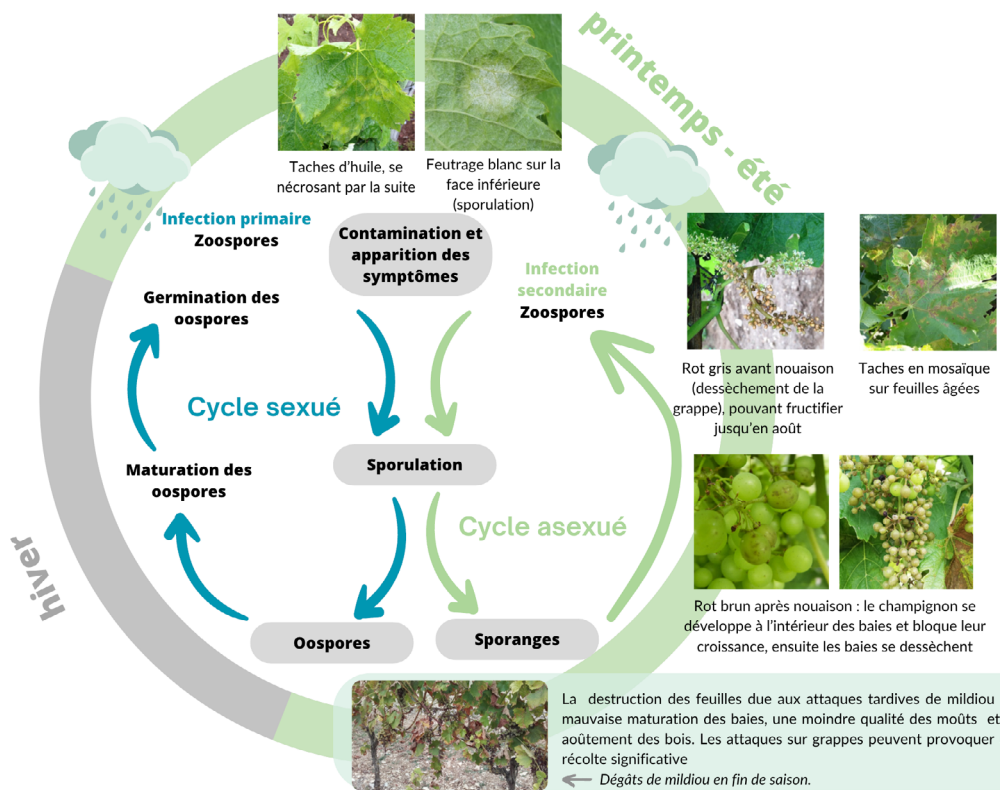 printemps - été
Taches d'huile, se
nécrosant par la suite
Feutrage blanc sur la
face inférieure
(sporulation)
Infection primaire
Zoospores
Contamination et
apparition des
symptômes
Infection
secondaire
Zoospores
Germination des
oospores
Rot gris avant nouaison
(dessèchement de la
grappe), pouvant fructifier
jusqu'en août
Taches en mosaïque
sur feuilles âgées
Cycle sexué
Sporulation
Maturation des
oospores
Cycle asexué
hiver
Oospores
Sporanges
Rot brun après nouaison : le champignon se
développe à l'intérieur des baies et bloque leur
croissance, ensuite les baies se dessèchent
La destruction des feuilles due aux attaques tardives de mildiou
mauvaise maturation des baies, une moindre qualité des moûts et
aoûtement des bois. Les attaques sur grappes peuvent provoquer
récolte significative
Dégâts de mildiou en fin de saison.